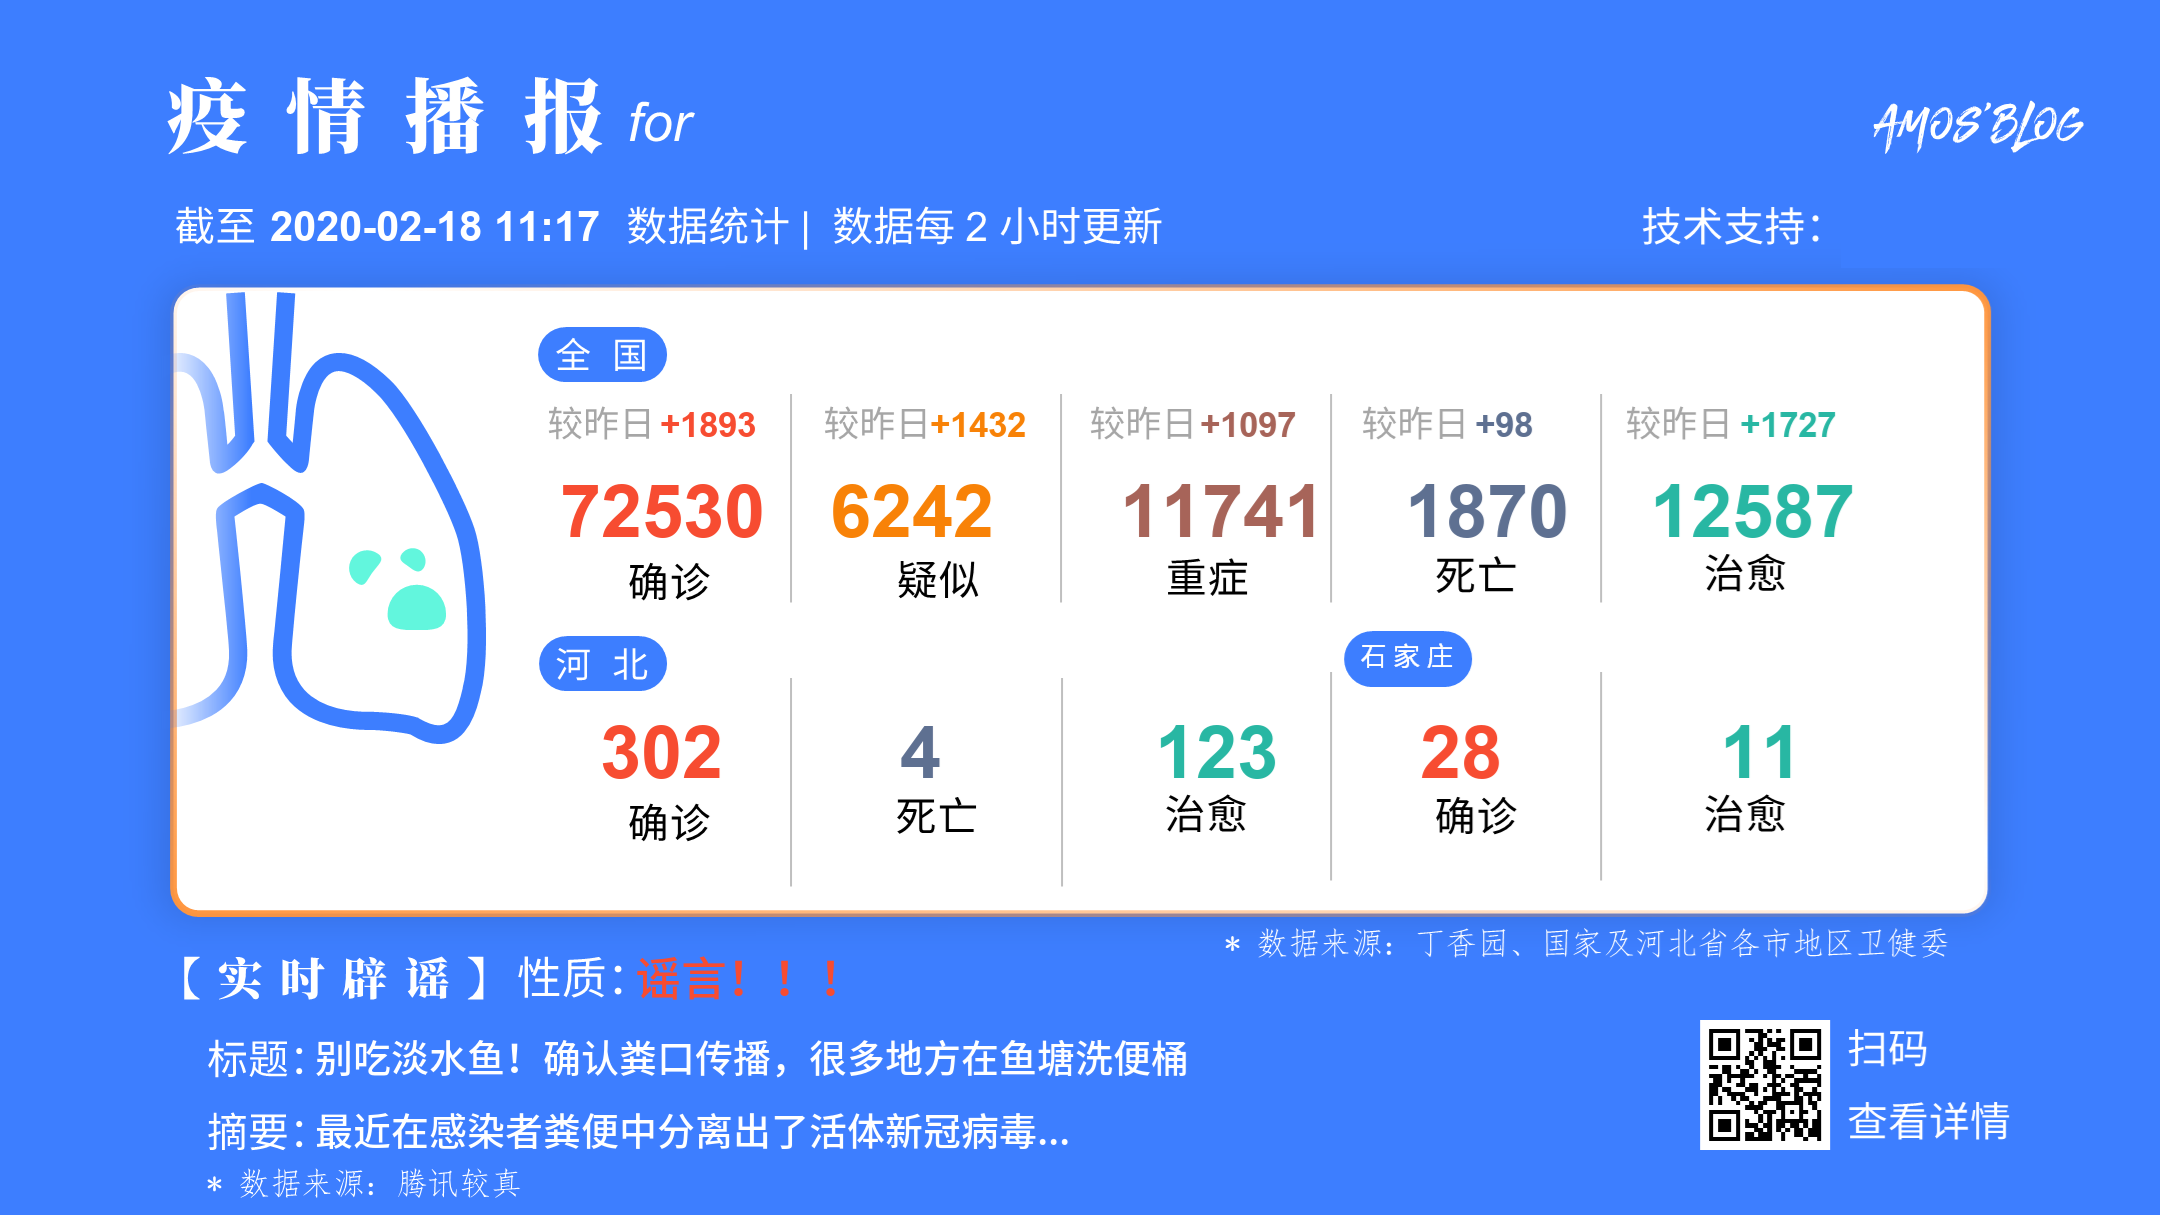 疫情播报 for
AMOS'BLOG
截至 2020-02-18 11:17 数据统计 | 数据每 2 小时更新
技术支持：
全国
较昨日 +1893 较昨日 +1432 较昨日 +1097 较昨日 +98 较昨日 +1727
72530 6242 11741 1870 12587
确诊 疑似 重症 死亡 治愈
河北 石家庄
302 4 123 28 11
确诊 死亡 治愈 确诊 治愈
* 数据来源：丁香园、国家及河北省各市地区卫健委
【实时辟谣】性质：谣言！！！
标题：别吃淡水鱼！确认粪口传播，很多地方在鱼塘洗便桶
摘要：最近在感染者粪便中分离出了活体新冠病毒...
* 数据来源：腾讯较真
扫码
查看详情